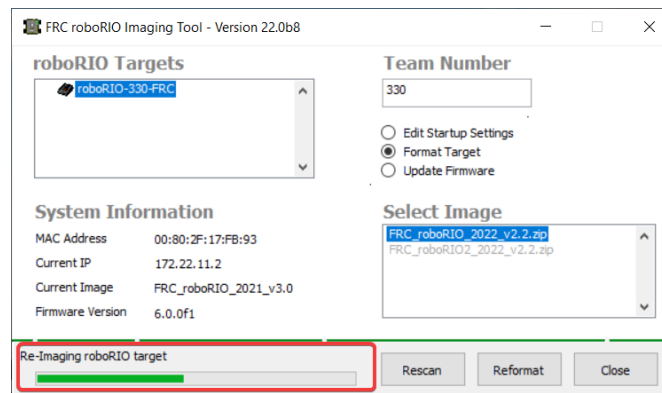 FRC roboRIO Imaging Tool - Version 22.0b8
roboRIO Targets
roboRIO-330-FRC
Team Number
330
Edit Startup Settings
Format Target
Update Firmware
System Information
MAC Address 00:80:2F:17:FB:93
Current IP 172.22.11.2
Current Image FRC_roboRIO_2021_v3.0
Firmware Version 6.0.0f1
Select Image
FRC_roboRIO_2022_v2.2.zip
FRC_roboRIO2_2022_v2.2.zip
Re-Imaging roboRIO target
Rescan
Reformat
Close